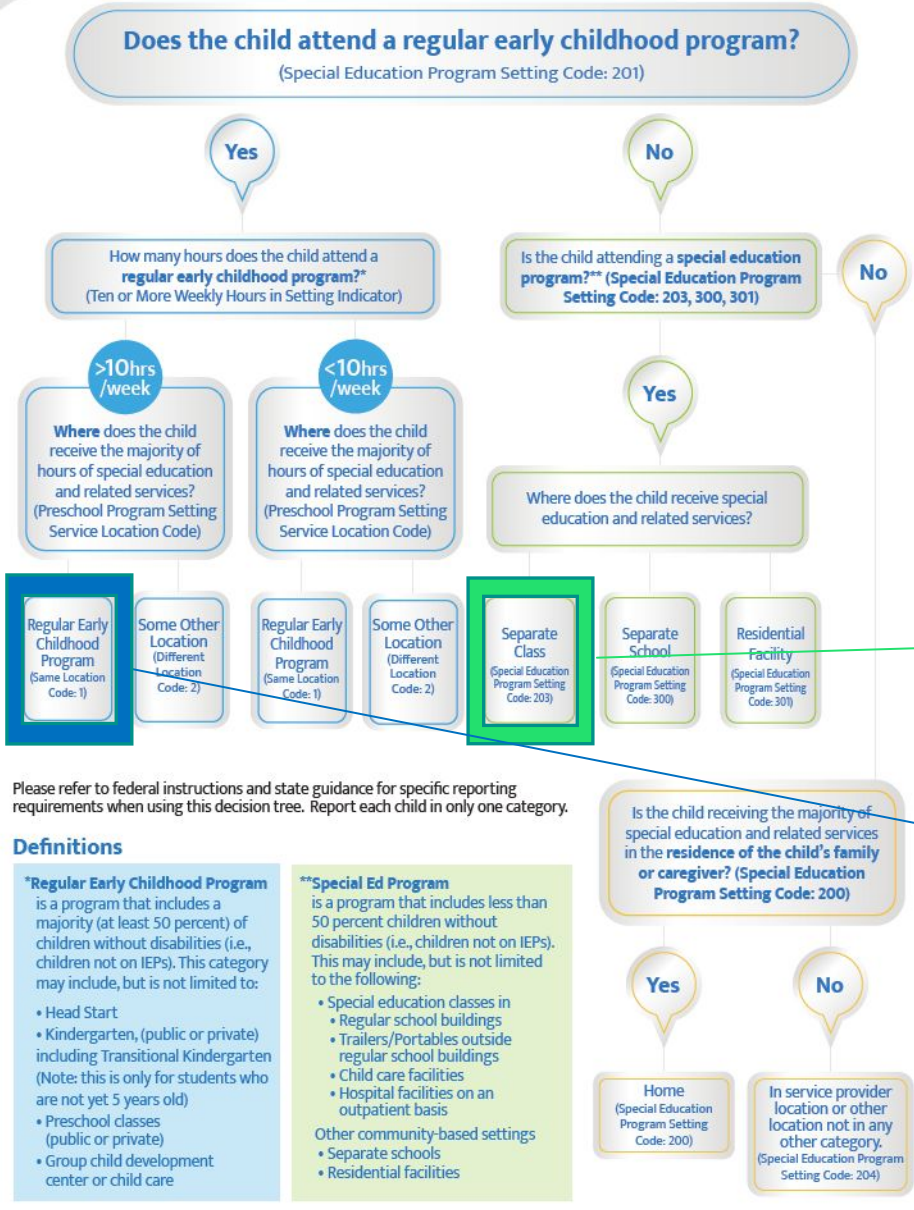 Does the child attend a regular early childhood program?
(Special Education Program Setting Code: 201)
Yes
No
How many hours does the child attend a
regular early childhood program?*
(Ten or More Weekly Hours in Setting Indicator)
Is the child attending a special education
program?** (Special Education Program
Setting Code: 203, 300, 301)
No
>10hrs
/week
Where does the child
receive the majority of
hours of special education
and related services?
(Preschool Program Setting
Service Location Code)
<10hrs
/week
Where does the child
receive the majority of
hours of special education
and related services?
(Preschool Program Setting
Service Location Code)
Yes
Where does the child receive special
education and related services?
Regular Early
Childhood
Program
(Same Location
Code: 1)
Some Other
Location
(Different
Location
Code: 2)
Regular Early
Childhood
Program
(Same Location
Code: 1)
Some Other
Location
(Different
Location
Code: 2)
Separate
Class
(Special Education
Program Setting
Code: 203)
Separate
School
(Special Education
Program Setting
Code: 300)
Residential
Facility
(Special Education
Program Setting
Code: 301)
Please refer to federal instructions and state guidance for specific reporting
requirements when using this decision tree. Report each child in only one category.
Is the child receiving the majority of
special education and related services
in the residence of the child's family
or caregiver? (Special Education
Program Setting Code: 200)
Yes
No
Home
(Special Education
Program Setting
Code: 200)
In service provider
location or other
location not in any
other category.
(Special Education Program
Setting Code: 204)
Definitions
*Regular Early Childhood Program
is a program that includes a
majority (at least 50 percent) of
children without disabilities (i.e.,
children not on IEPs). This category
may include, but is not limited to:
• Head Start
• Kindergarten, (public or private)
including Transitional Kindergarten
(Note: this is only for students who
are not yet 5 years old)
• Preschool classes
(public or private)
• Group child development
center or child care
**Special Ed Program
is a program that includes less than
50 percent children without
disabilities (i.e., children not on IEPs).
This may include, but is not limited
to the following:
• Special education classes in
• Regular school buildings
• Trailers/Portables outside
regular school buildings
• Child care facilities
• Hospital facilities on an
outpatient basis
Other community-based settings
• Separate schools
• Residential facilities